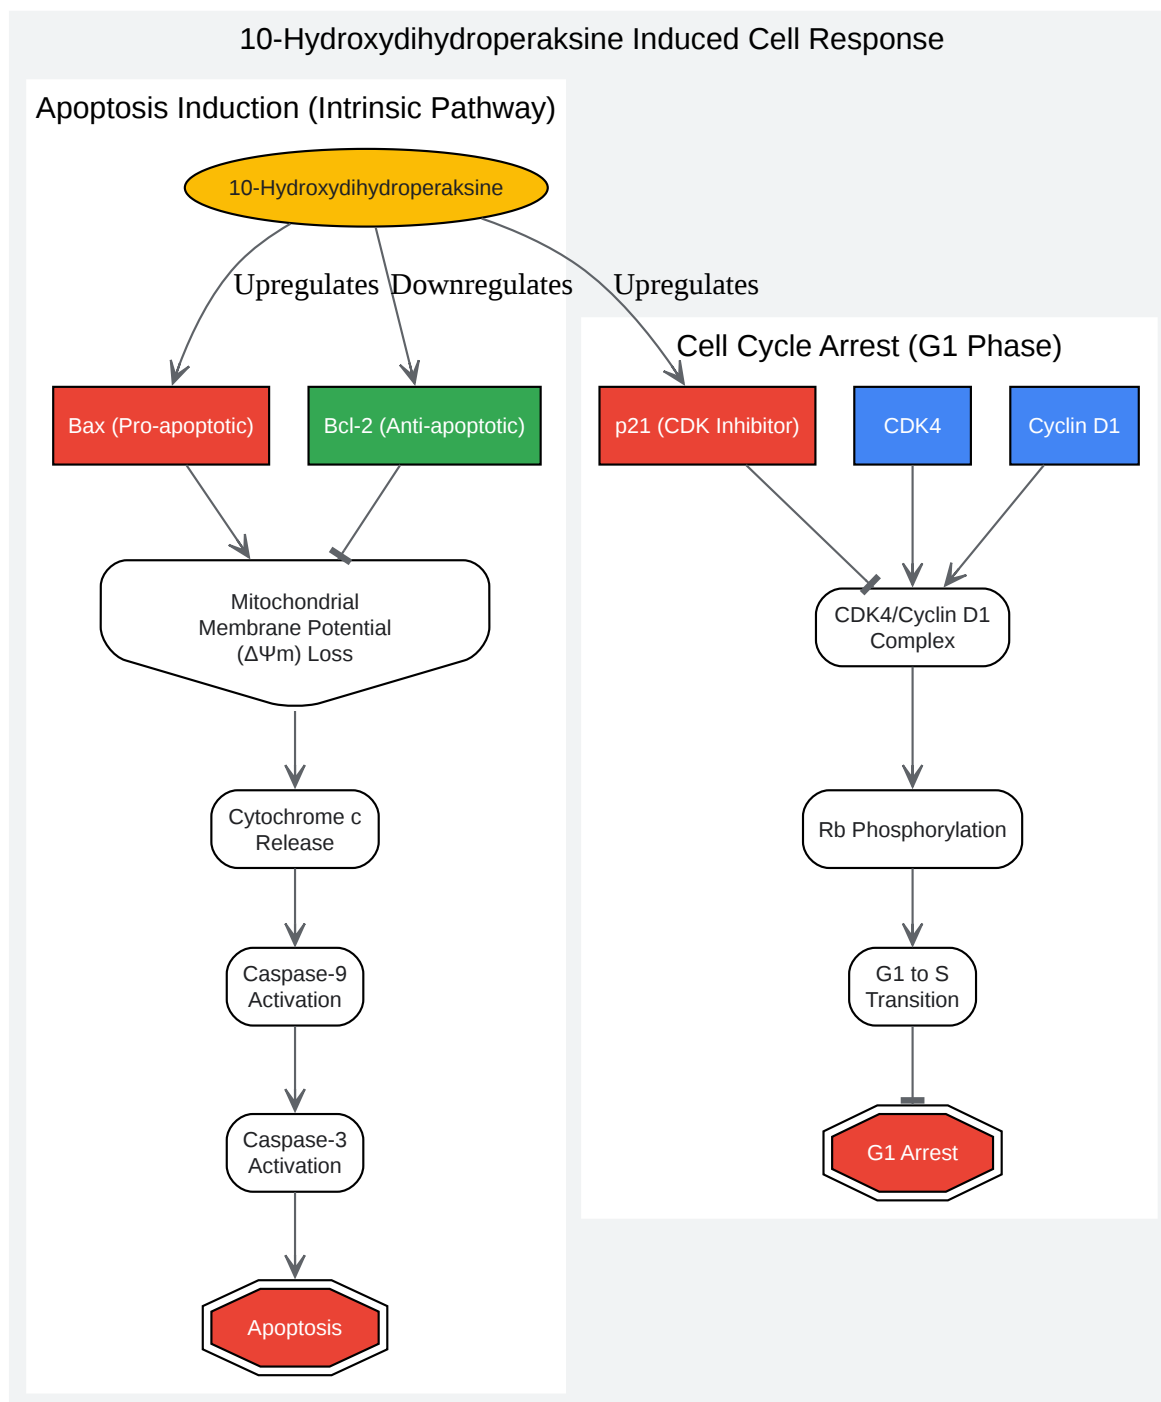 10-Hydroxydihydroperaksine Induced Cell Response
Apoptosis Induction (Intrinsic Pathway)
10-Hydroxydihydroperaksine
Upregulates
Downregulates
Upregulates
Cell Cycle Arrest (G1 Phase)
Bax (Pro-apoptotic)
Bcl-2 (Anti-apoptotic)
p21 (CDK Inhibitor)
CDK4
Cyclin D1
Mitochondrial
Membrane Potential
(ΔΨm) Loss
CDK4/Cyclin D1
Complex
Cytochrome c
Release
Rb Phosphorylation
Caspase-9
Activation
G1 to S
Transition
Caspase-3
Activation
G1 Arrest
Apoptosis